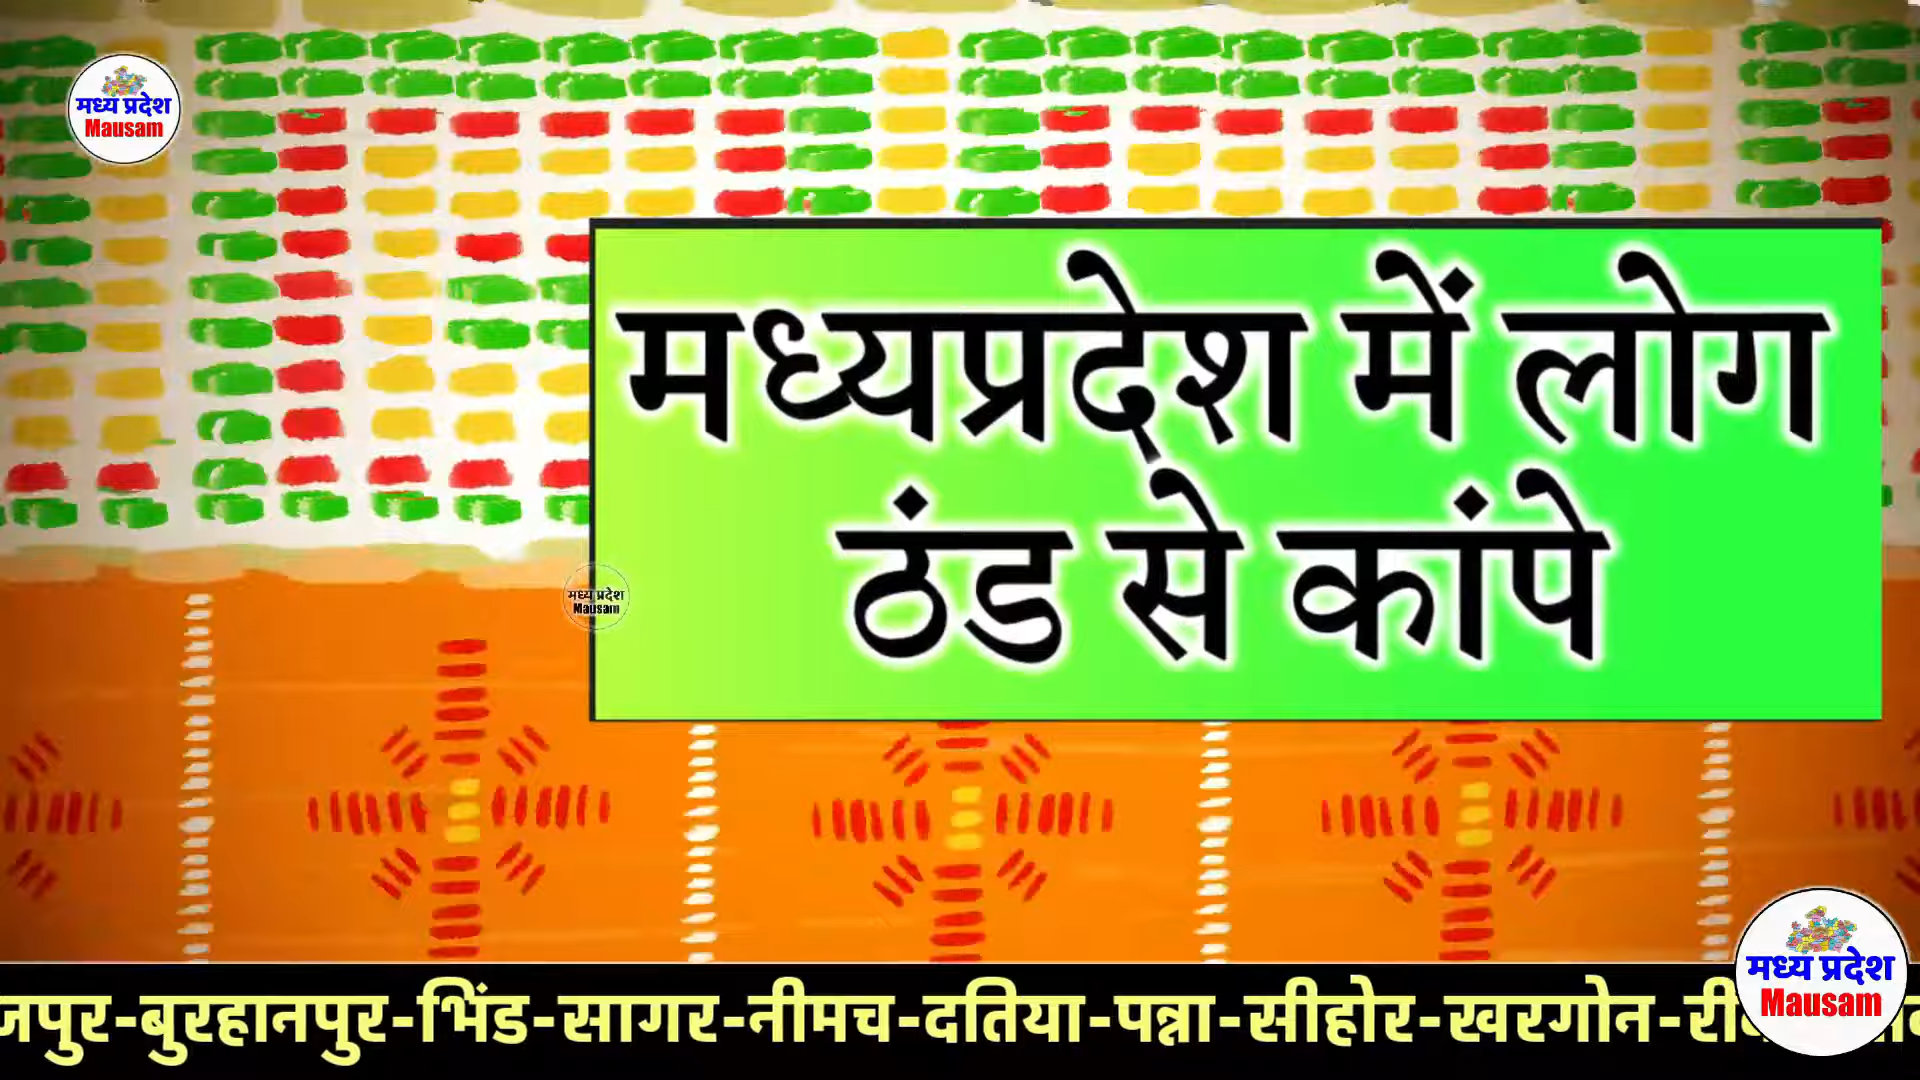 मध्य प्रदेश
Mausam
मध्यप्रदेश में लोग
ठंड से कांपे
मध्य प्रदेश
Mausam
-बुरहानपुर-भिंड-सागर-नीमच-दतिया-पन्ना-सीहोर-खरगोन-
मध्य प्रदेश
Mausam